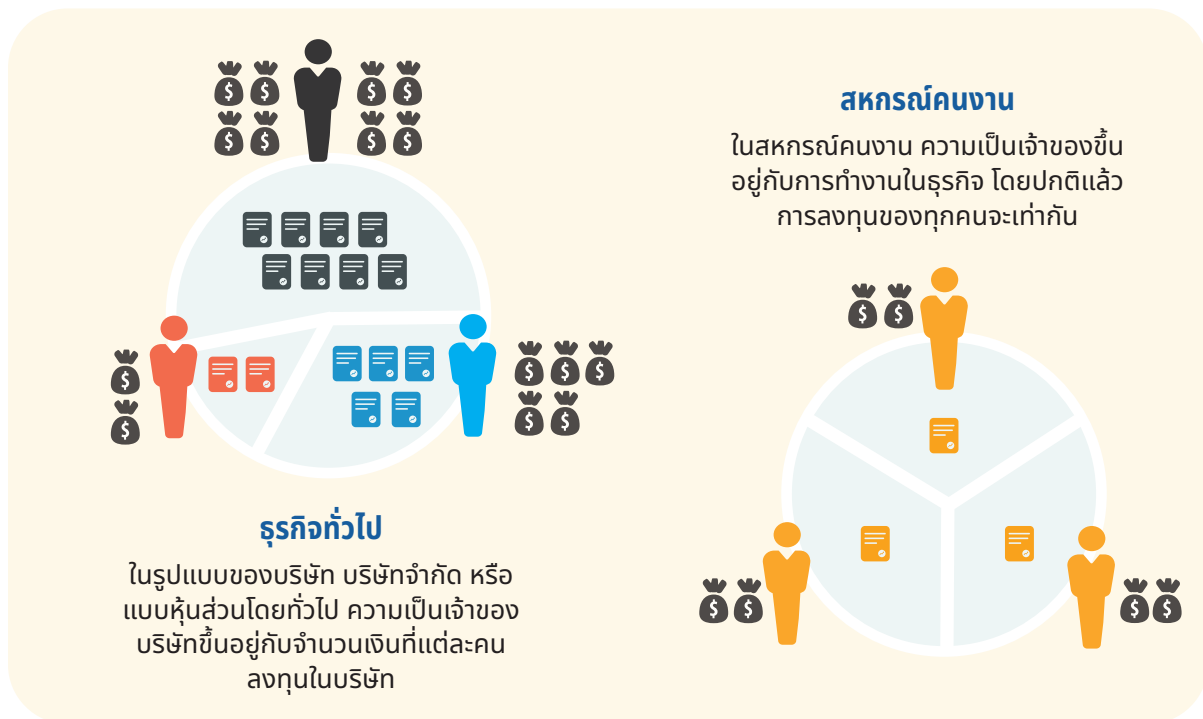 สหกรณ์คนงาน
ในสหกรณ์คนงาน ความเป็นเจ้าของขึ้น
อยู่กับการทำงานในธุรกิจ โดยปกติแล้ว
การลงทุนของทุกคนจะเท่ากัน
ธุรกิจทั่วไป
ในรูปแบบของบริษัท บริษัทจำกัด หรือ
แบบหุ้นส่วนโดยทั่วไป ความเป็นเจ้าของ
บริษัทขึ้นอยู่กับจำนวนเงินที่แต่ละคน
ลงทุนในบริษัท